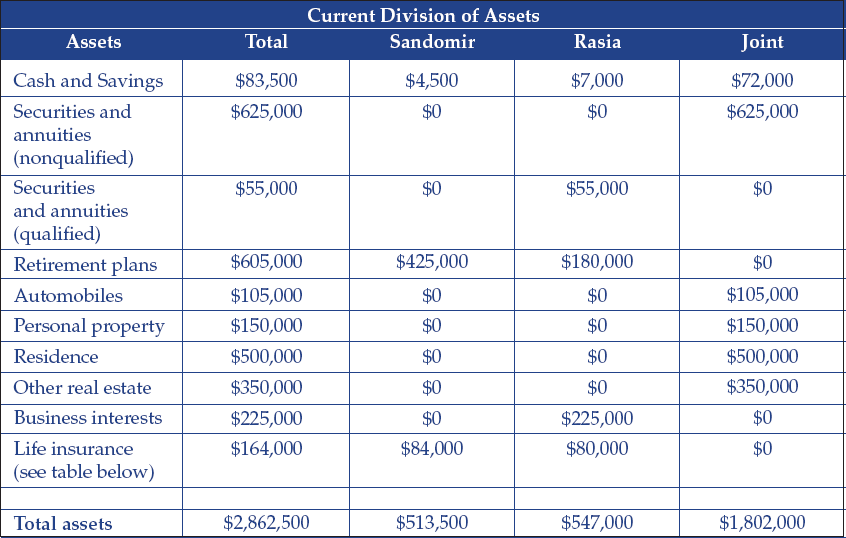 Current Division of Assets
Assets Total Sandomir Rasia Joint
Cash and Savings $83,500 $4,500 $7,000 $72,000
Securities and $625,000 $0 $0 $625,000
annuities
(nonqualified)
Securities $55,000 $0 $55,000 $0
and annuities
(qualified)
Retirement plans $605,000 $425,000 $180,000 $0
Automobiles $105,000 $0 $0 $105,000
Personal property $150,000 $0 $0 $150,000
Residence $500,000 $0 $0 $500,000
Other real estate $350,000 $0 $0 $350,000
Business interests $225,000 $0 $225,000 $0
Life insurance $164,000 $84,000 $80,000 $0
(see table below)
Total assets $2,862,500 $513,500 $547,000 $1,802,000